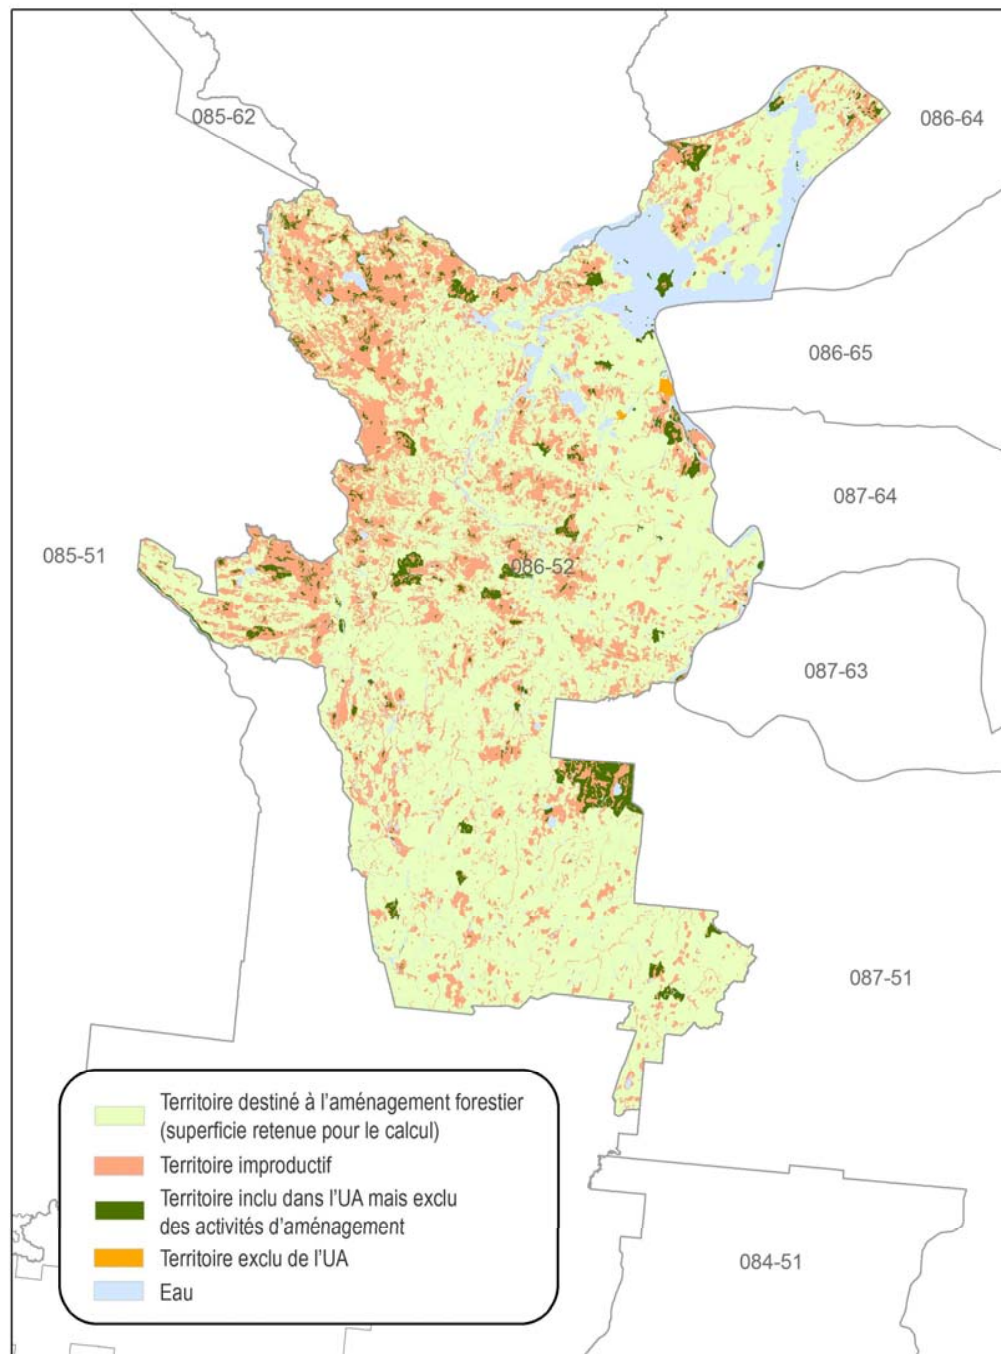 085-62
086-64
086-65
087-64
085-51
086-52
087-63
087-51
Territoire destiné à l'aménagement forestier
(superficie retenue pour le calcul)
Territoire improductif
Territoire inclu dans l'UA mais exclu
des activités d'aménagement
Territoire exclu de l'UA
Eau
084-51